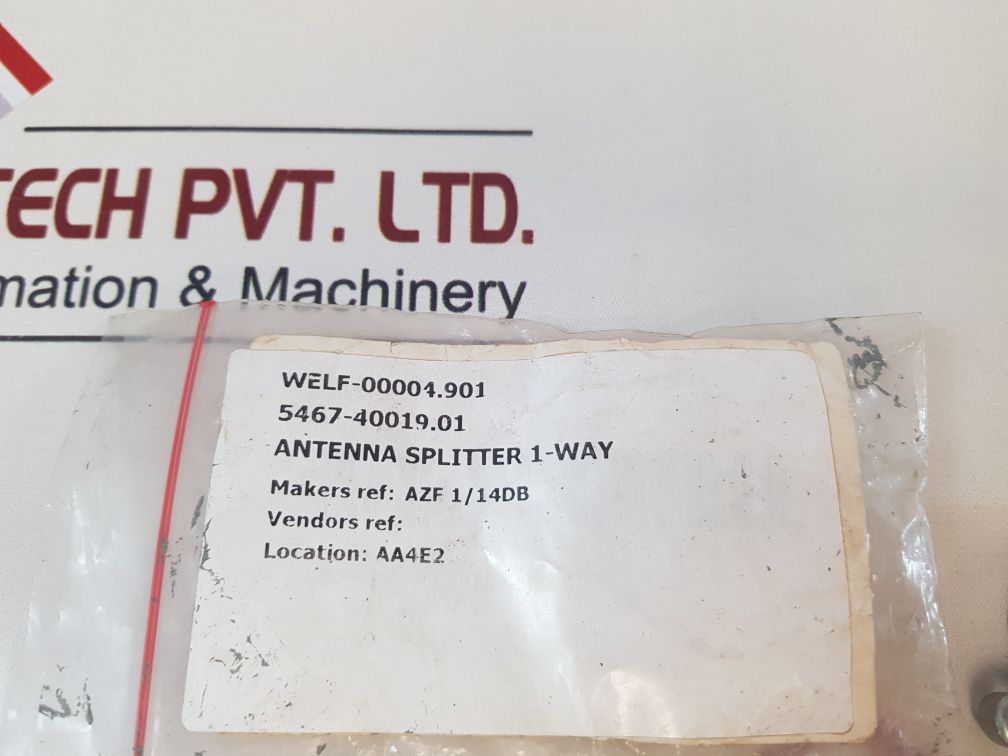 TECH PVT. LTD.
mation & Machinery
WELF-00004.901
5467-40019.01
ANTENNA SPLITTER 1-WAY
Makers ref: AZF 1/14DB
Vendors ref:
Location: AA4E2